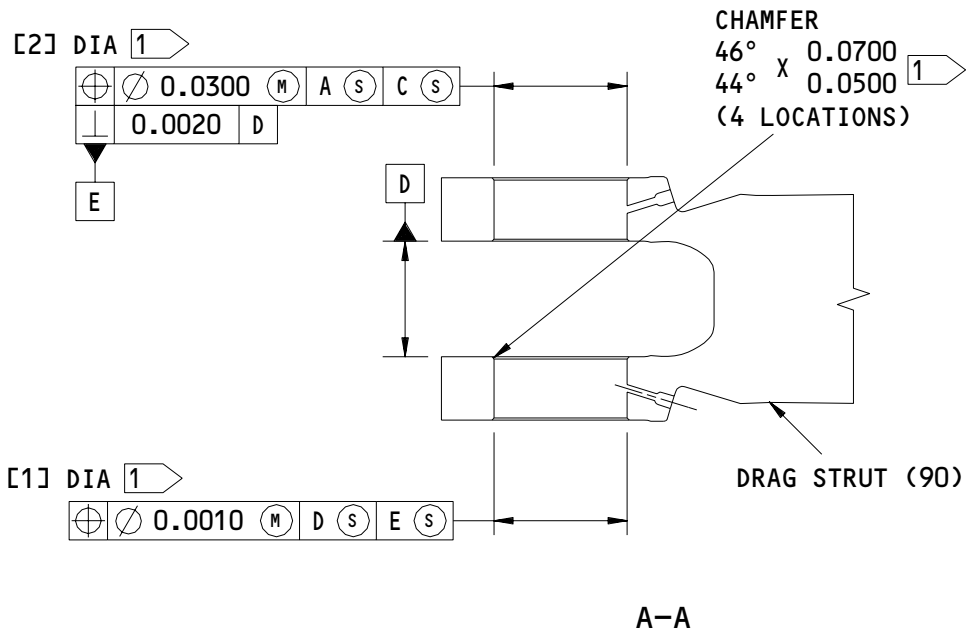 CHAMFER
46° X 0.0700
44° 0.0500 1
(4 LOCATIONS)
[2] DIA 1
⌖ ⌀ 0.0300 Ⓜ A Ⓢ C Ⓢ
⊥ 0.0020 D
E
D
DRAG STRUT (90)
[1] DIA 1
⌖ ⌀ 0.0010 Ⓜ D Ⓢ E Ⓢ
A-A